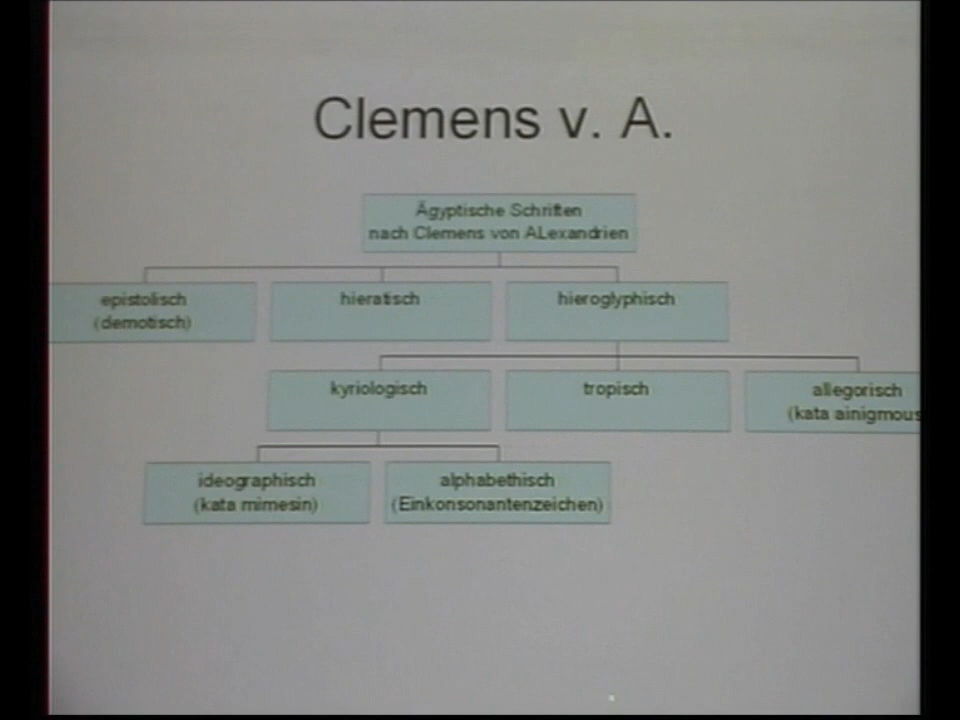 Clemens v. A.
Ägyptische Schriften
nach Clemens von ALexandrien
epistolisch
(demotisch)
hieratisch
hieroglyphisch
kyriologisch
tropisch
allegorisch
(kata ainigmous
ideographisch
(kata mimesin)
alphabethisch
(Einkonsonantenzeichen)